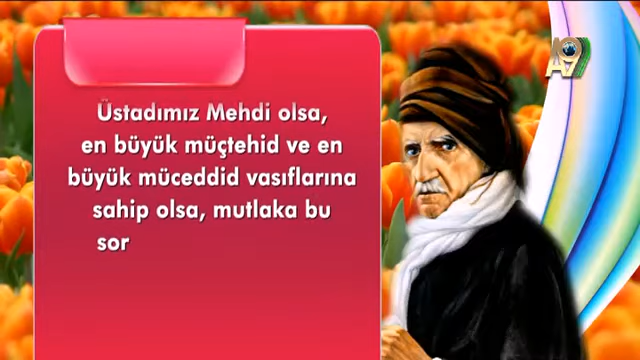 Üstadımız Mehdi olsa,
en büyük müçtehid ve en
büyük müceddid vasıflarına
sahip olsa, mutlaka bu
sor
A9